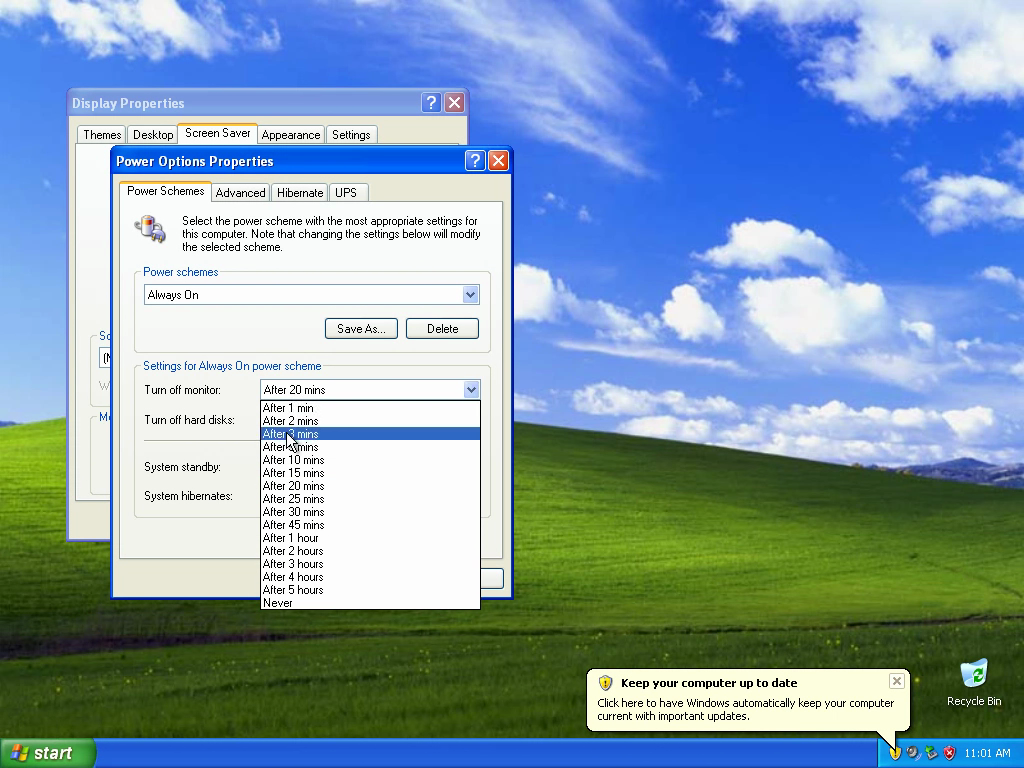 Display Properties
Themes
Desktop
Screen Saver
Appearance
Settings
Power Options Properties
Power Schemes
Advanced
Hibernate
UPS
Select the power scheme with the most appropriate settings for
this computer. Note that changing the settings below will modify
the selected scheme.
Power schemes
Always On
Save As...
Delete
Settings for Always On power scheme
Turn off monitor:
After 20 mins
Turn off hard disks:
System standby:
System hibernates:
After 1 min
After 2 mins
After 3 mins
After 5 mins
After 10 mins
After 15 mins
After 20 mins
After 25 mins
After 30 mins
After 45 mins
After 1 hour
After 2 hours
After 3 hours
After 4 hours
After 5 hours
Never
Keep your computer up to date
Click here to have Windows automatically keep your computer
current with important updates.
Recycle Bin
start
11:01 AM